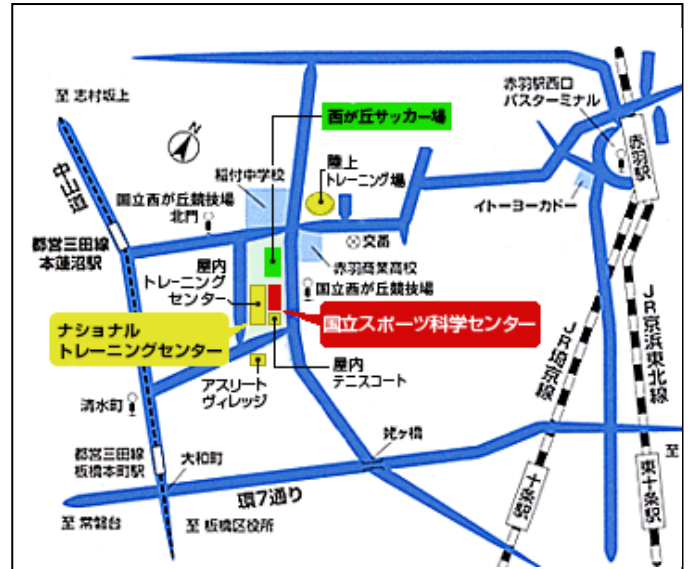 至 志村坂上
N
西が丘サッカー場
赤羽駅西口
バスターミナル
赤羽駅
中山道
稲付中学校
陸上
トレーニング場
国立西が丘競技場
北門
イトーヨーカドー
都営三田線
本蓮沼駅
交番
赤羽商業高校
屋内
トレーニング
センター
国立西が丘競技場
ナショナル
トレーニングセンター
国立スポーツ科学センター
JR埼京線
JR京浜東北線
屋内
テニスコート
アスリート
ヴィレッジ
清水町
姥ヶ橋
都営三田線
板橋本町駅
大和町
至
環7通り
十条駅
東十条駅
至 常盤台
至 板橋区役所